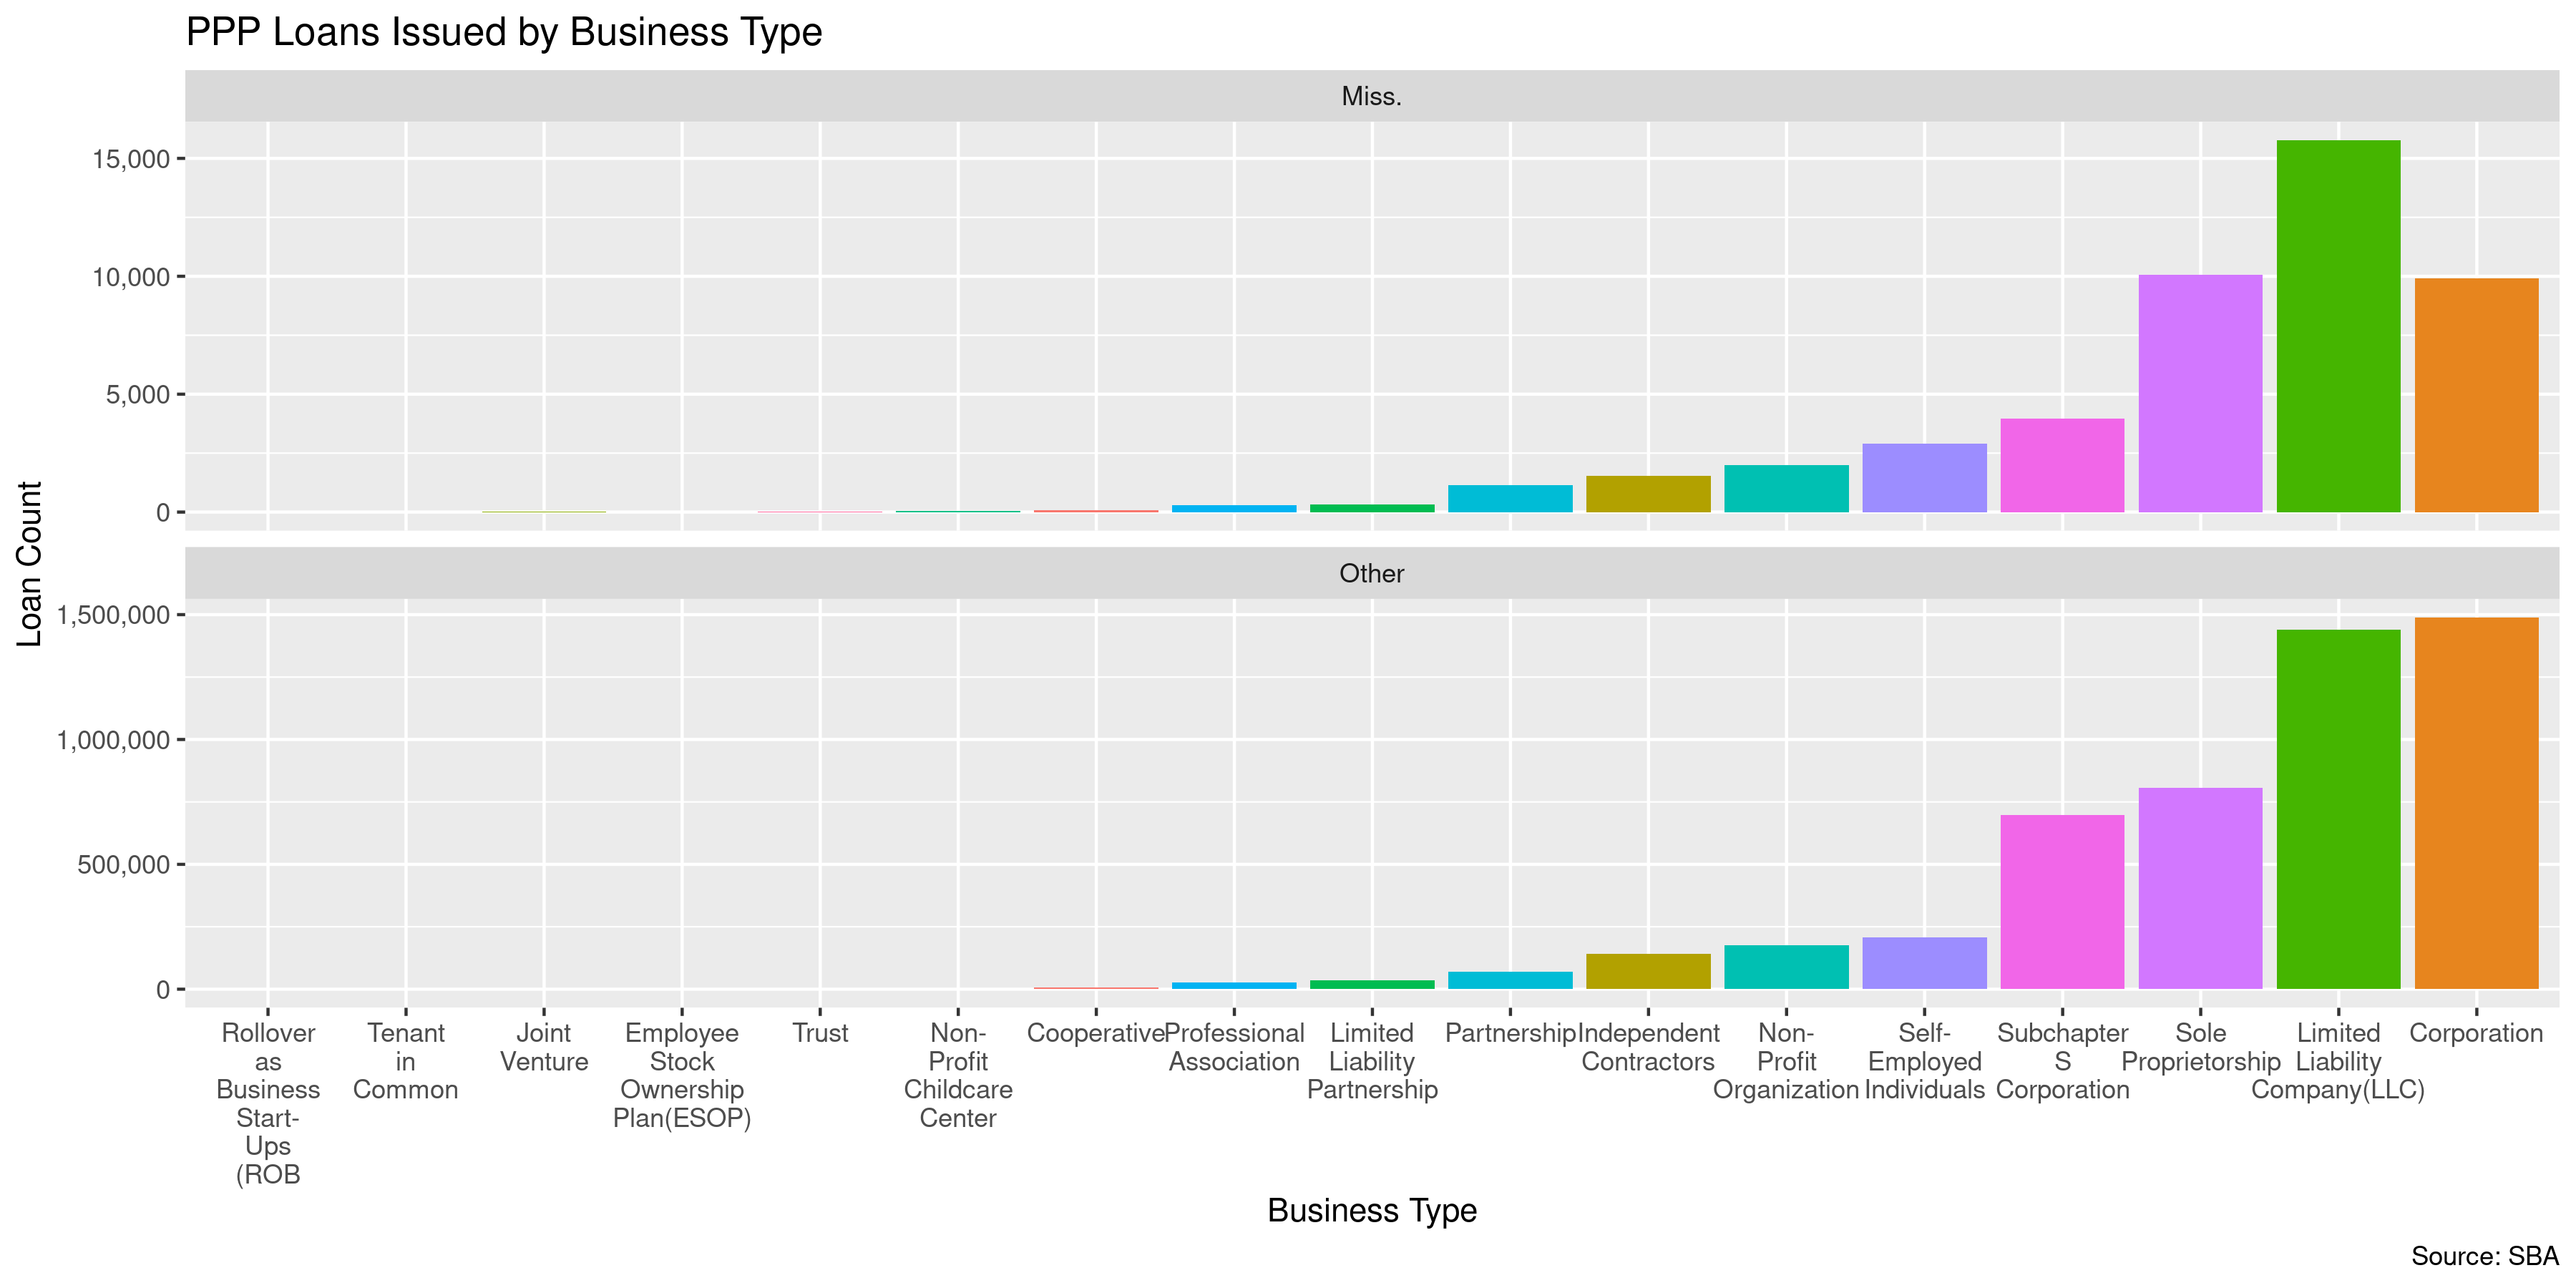 PPP Loans Issued by Business Type
Miss.
15,000
10,000
5,000
0
Other
1,500,000
1,000,000
500,000
0
Loan Count
Rollover
as
Business
Start-
Ups
(ROB
Tenant
in
Common
Joint
Venture
Employee
Stock
Ownership
Plan(ESOP)
Trust
Non-
Profit
Childcare
Center
Cooperative
Professional
Association
Limited
Liability
Partnership
Partnership
Independent
Contractors
Non-
Profit
Organization
Self-
Employed
Individuals
Subchapter
S
Corporation
Sole
Proprietorship
Limited
Liability
Company(LLC)
Corporation
Business Type
Source: SBA